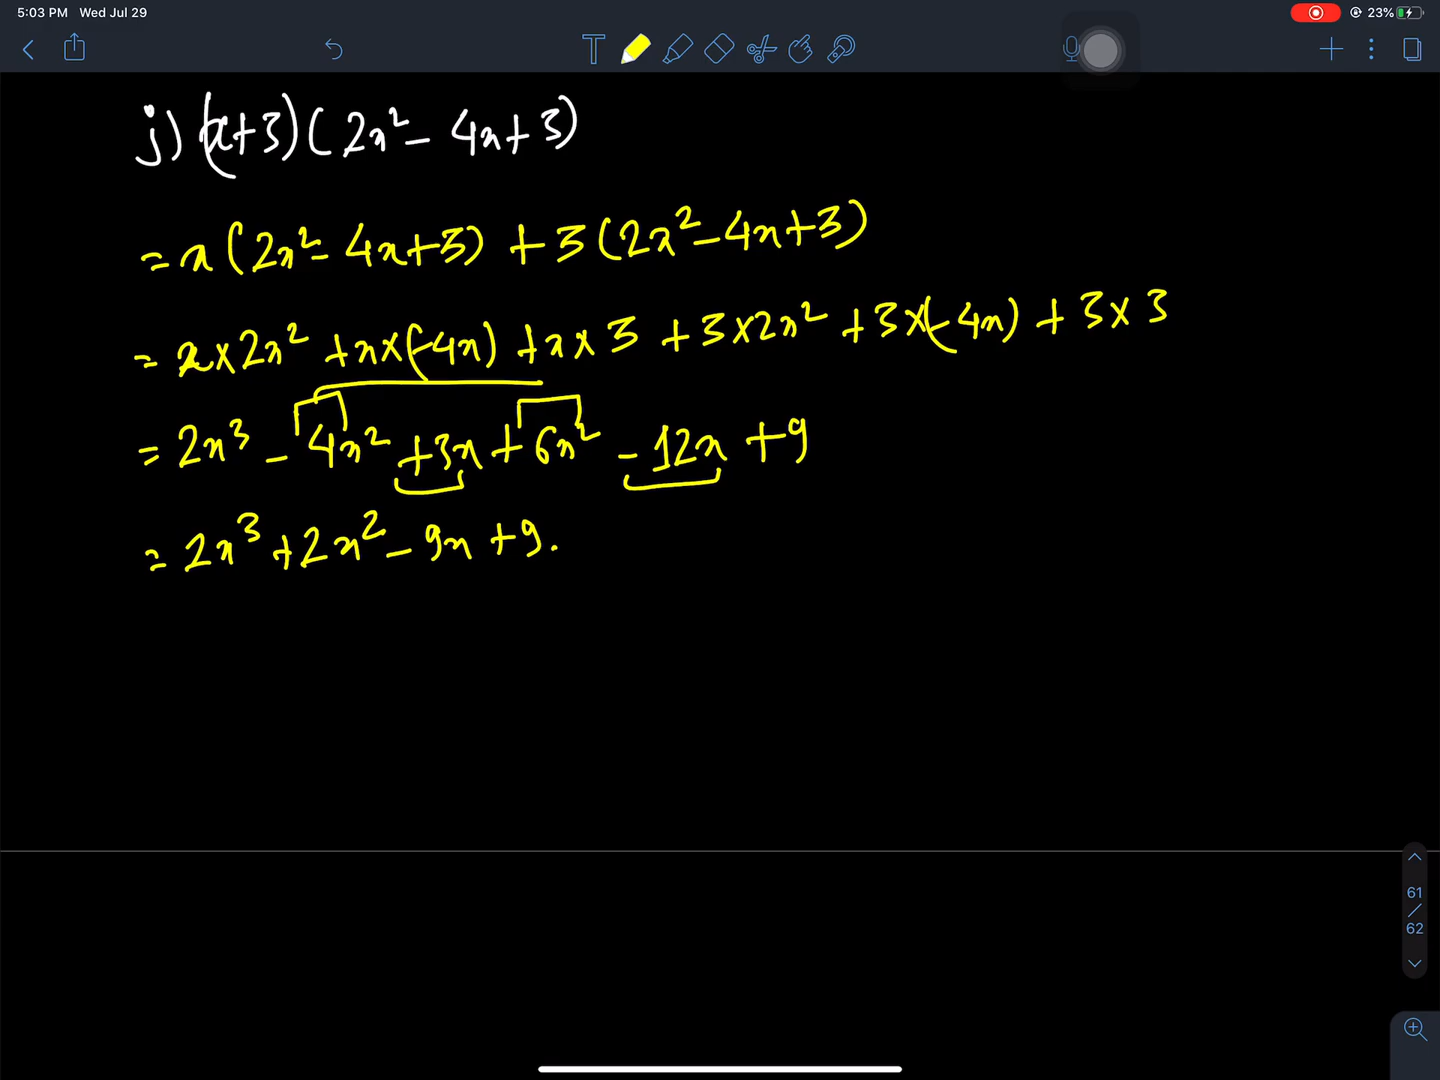 5:03 PM Wed Jul 29
23%
j) (x+3)(2x² - 4x + 3)
= x(2x² - 4x + 3) + 3(2x² - 4x + 3)
= x × 2x² + x × (-4x) + x × 3 + 3 × 2x² + 3 × (-4x) + 3 × 3
= 2x³ - 4x² + 3x + 6x² - 12x + 9
= 2x³ + 2x² - 9x + 9.
61
/
62